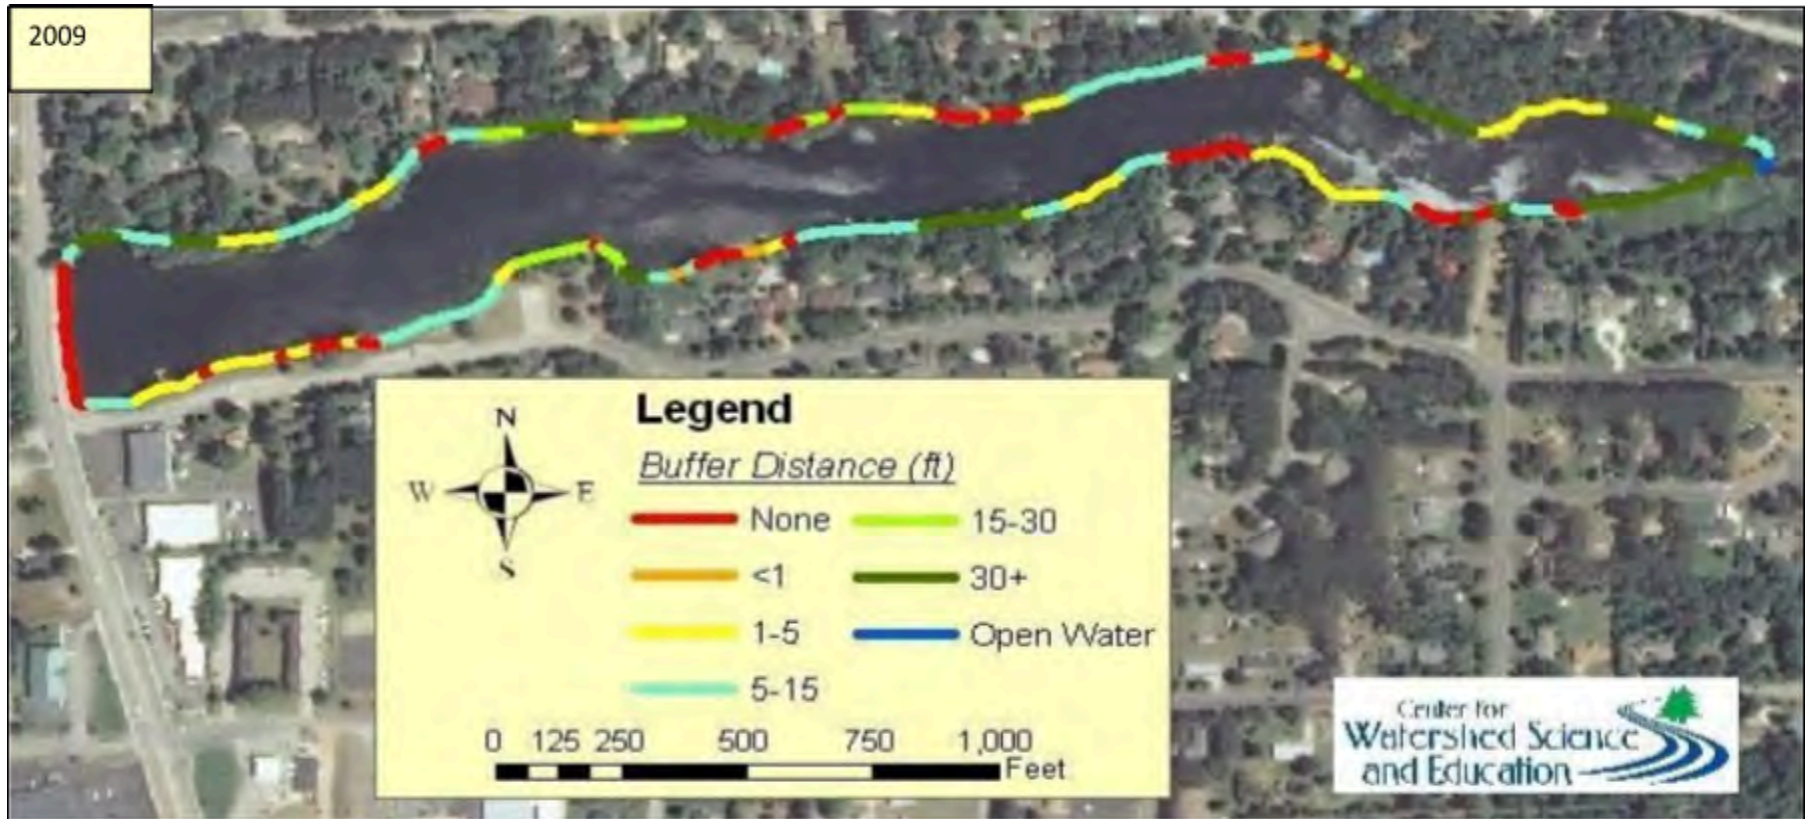 2009
Legend
Buffer Distance (ft)
N
W E
S
None
<1
1-5
5-15
15-30
30+
Open Water
0 125 250 500 750 1,000
Feet
Center for
Watershed Science
and Education